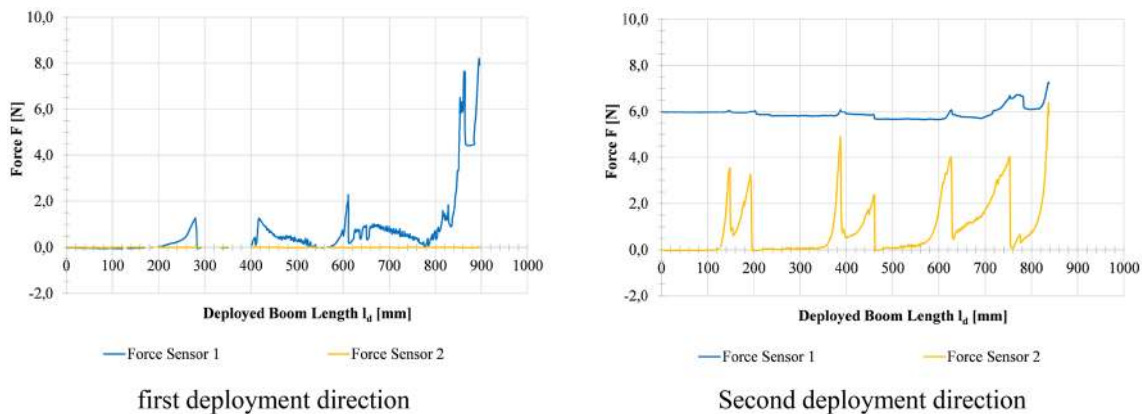 10,0
8,0
6,0
4,0
2,0
0,0
-2,0
Force F [N]
0 100 200 300 400 500 600 700 800 900 1000
Deployed Boom Length l_d [mm]
Force Sensor 1 Force Sensor 2
first deployment direction
10,0
8,0
6,0
4,0
2,0
0,0
-2,0
Force F [N]
0 100 200 300 400 500 600 700 800 900 1000
Deployed Boom Length l_d [mm]
Force Sensor 1 Force Sensor 2
Second deployment direction